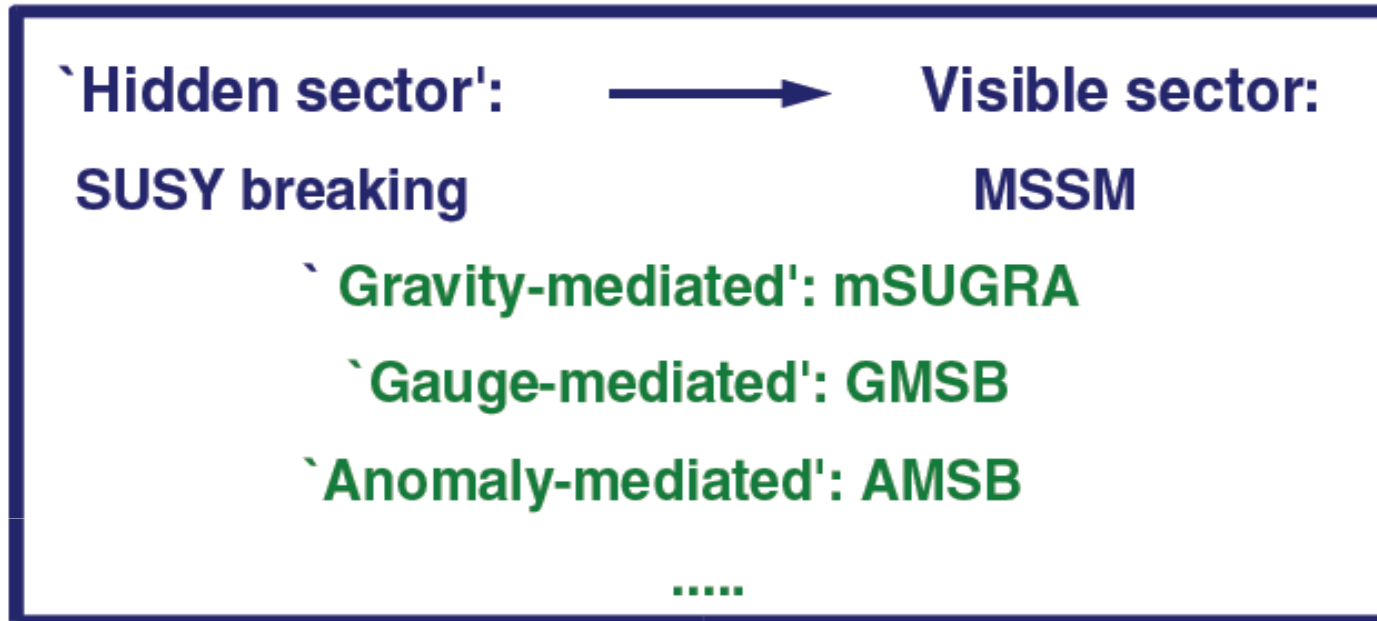 `Hidden sector': Visible sector:
SUSY breaking MSSM
` Gravity-mediated': mSUGRA
`Gauge-mediated': GMSB
`Anomaly-mediated': AMSB
.....